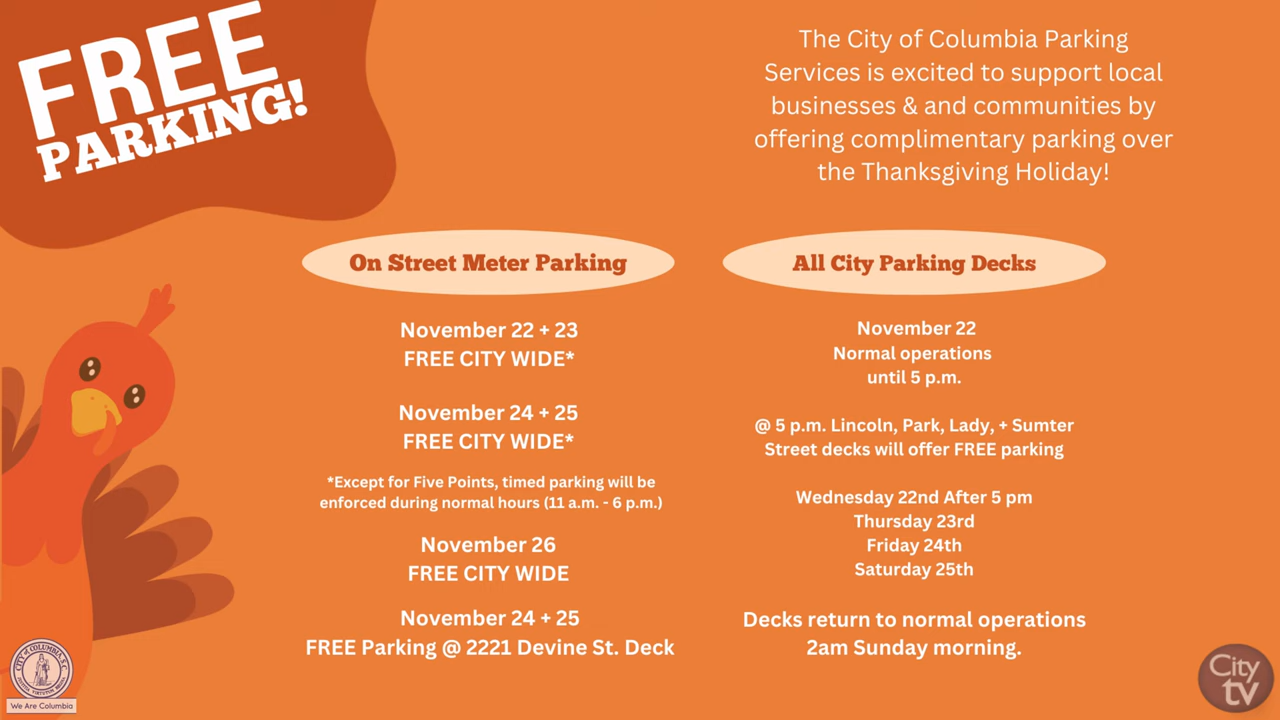 FREE
PARKING!
The City of Columbia Parking
Services is excited to support local
businesses & and communities by
offering complimentary parking over
the Thanksgiving Holiday!
On Street Meter Parking
November 22 + 23
FREE CITY WIDE*
November 24 + 25
FREE CITY WIDE*
*Except for Five Points, timed parking will be
enforced during normal hours (11 a.m. - 6 p.m.)
November 26
FREE CITY WIDE
November 24 + 25
FREE Parking @ 2221 Devine St. Deck
All City Parking Decks
November 22
Normal operations
until 5 p.m.
@ 5 p.m. Lincoln, Park, Lady, + Sumter
Street decks will offer FREE parking
Wednesday 22nd After 5 pm
Thursday 23rd
Friday 24th
Saturday 25th
Decks return to normal operations
2am Sunday morning.
CITY OF COLUMBIA, S.C.
We Are Columbia
City
tv